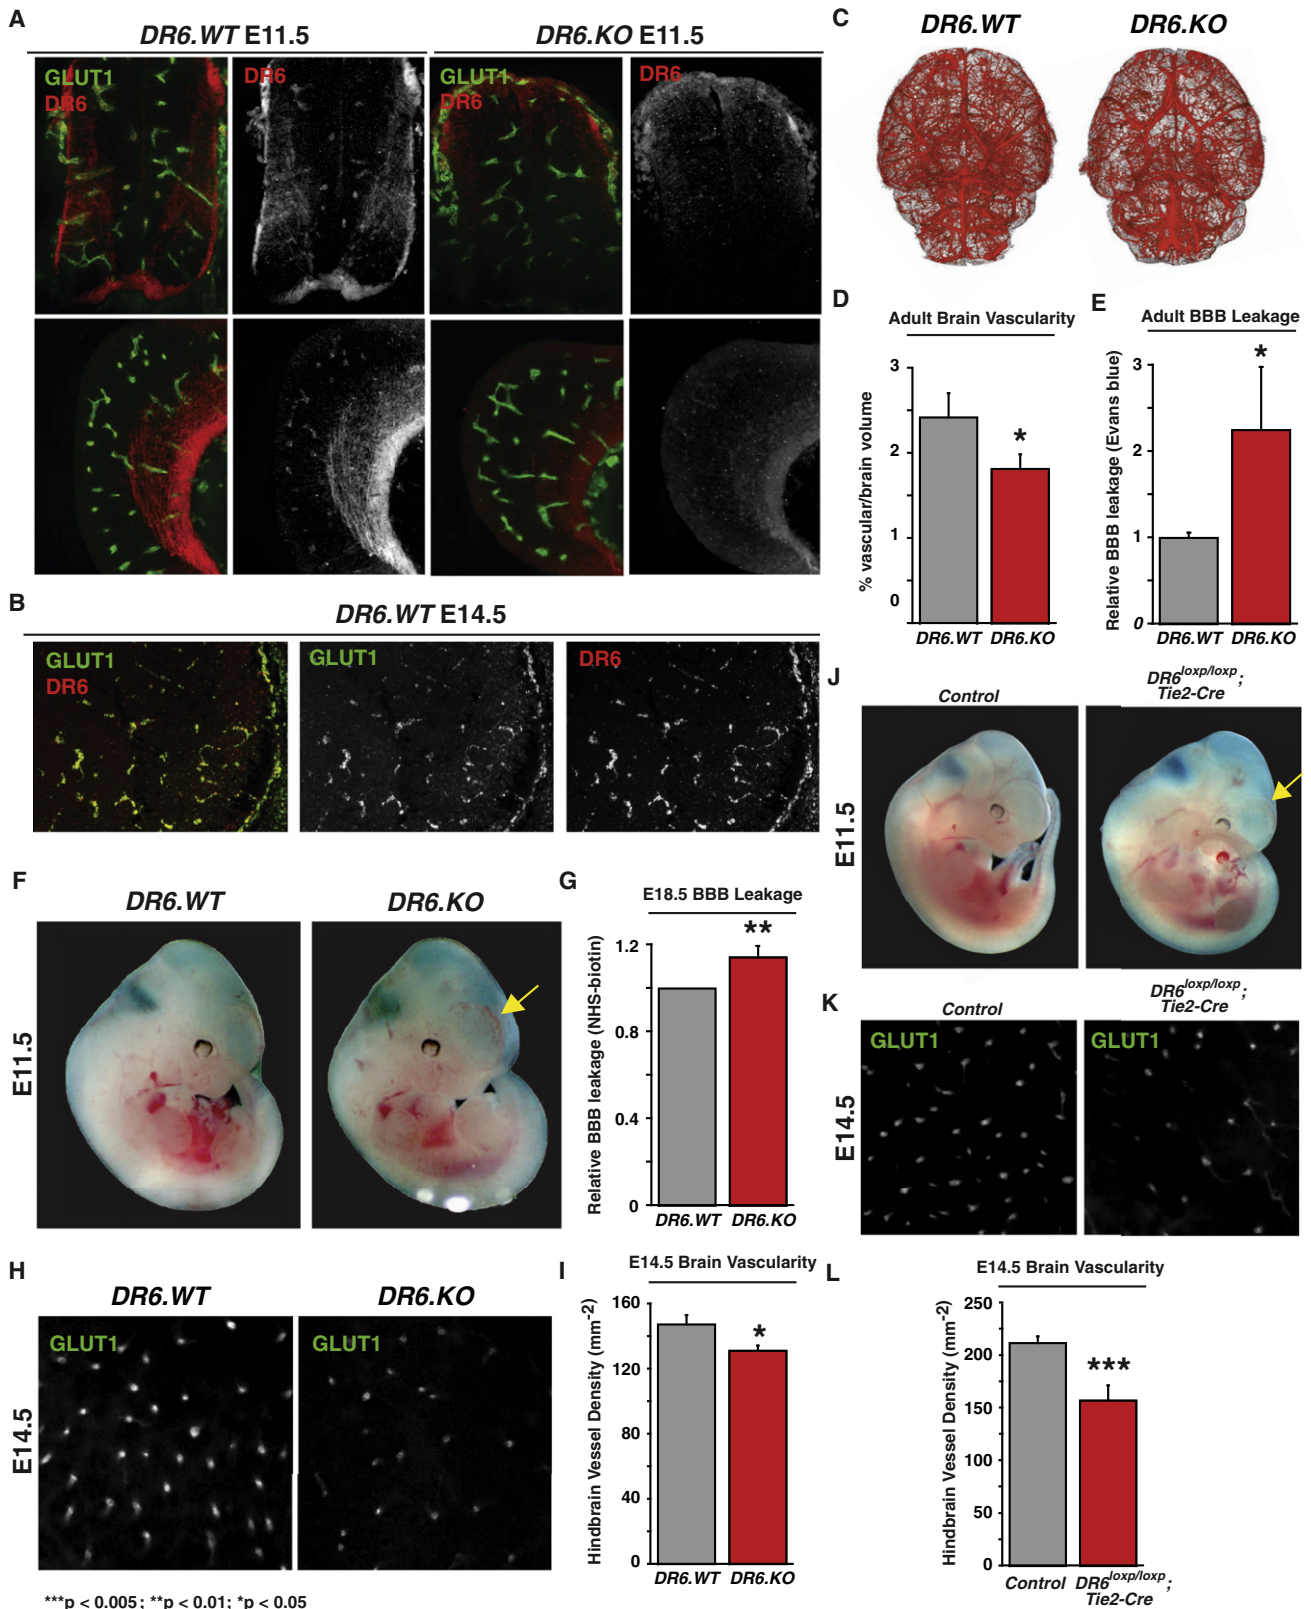 A
DR6.WT E11.5
DR6.KO E11.5
GLUT1
DR6
DR6
GLUT1
DR6
DR6
B
DR6.WT E14.5
GLUT1
DR6
GLUT1
DR6
C
DR6.WT
DR6.KO
D
Adult Brain Vascularity
% vascular/brain volume
3
2
1
0
DR6.WT
DR6.KO
E
Adult BBB Leakage
Relative BBB leakage (Evans blue)
3
2
1
0
*
*
DR6.WT
DR6.KO
F
DR6.WT
DR6.KO
E11.5
G
E18.5 BBB Leakage
Relative BBB leakage (NHS-biotin)
1.2
0.8
0.4
0
**
DR6.WT
DR6.KO
H
DR6.WT
DR6.KO
E14.5
GLUT1
GLUT1
I
E14.5 Brain Vascularity
Hindbrain Vessel Density (mm-2)
160
120
80
40
0
*
DR6.WT
DR6.KO
J
Control
DR6loxp/loxp;
Tie2-Cre
E11.5
K
Control
DR6loxp/loxp;
Tie2-Cre
E14.5
GLUT1
GLUT1
L
E14.5 Brain Vascularity
Hindbrain Vessel Density (mm-2)
250
200
150
100
50
0
***
Control
DR6loxp/loxp;
Tie2-Cre
***p < 0.005; **p < 0.01; *p < 0.05